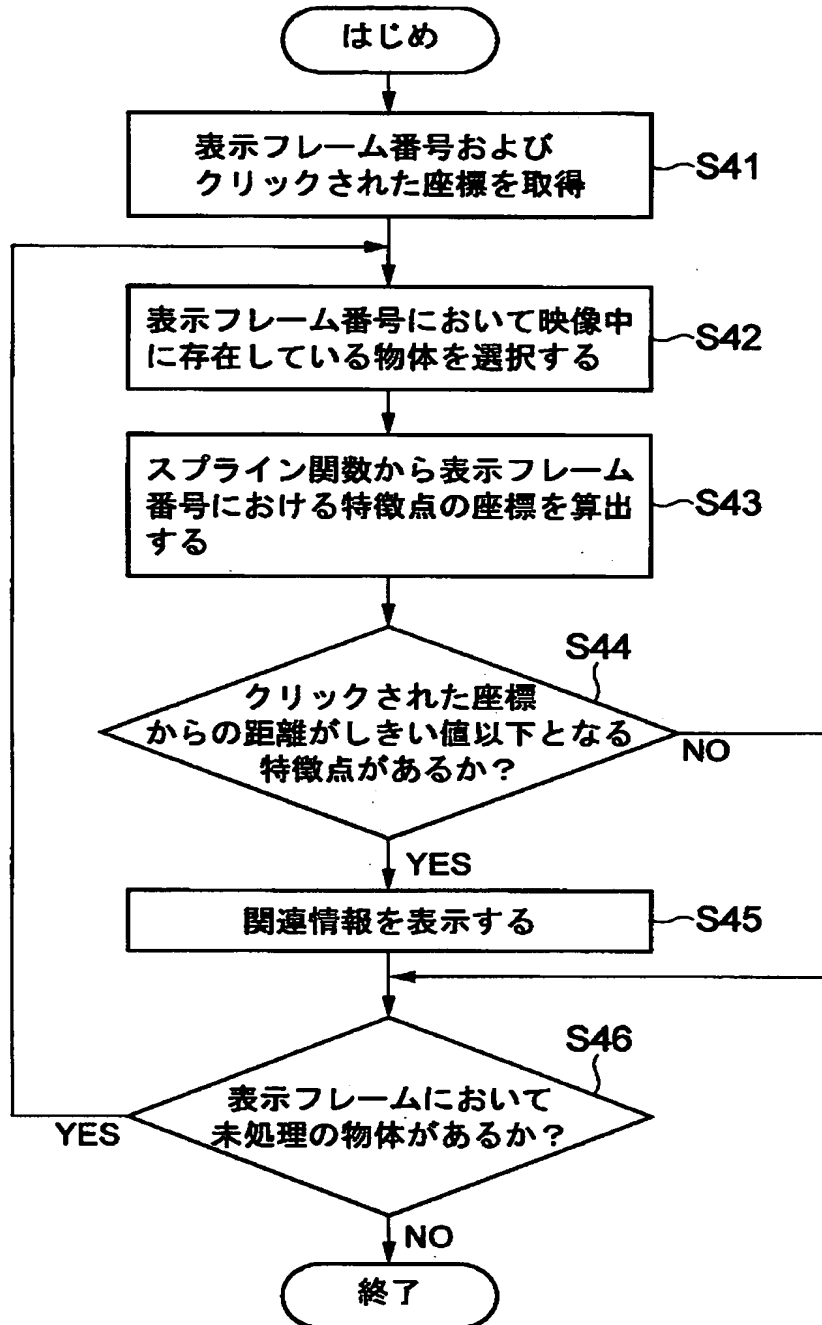 はじめ
表示フレーム番号および
クリックされた座標を取得
S41
表示フレーム番号において映像中
に存在している物体を選択する
S42
スプライン関数から表示フレーム
番号における特徴点の座標を算出
する
S43
S44
クリックされた座標
からの距離がしきい値以下となる
特徴点があるか?
NO
YES
関連情報を表示する
S45
S46
表示フレームにおいて
未処理の物体があるか?
YES
NO
終了